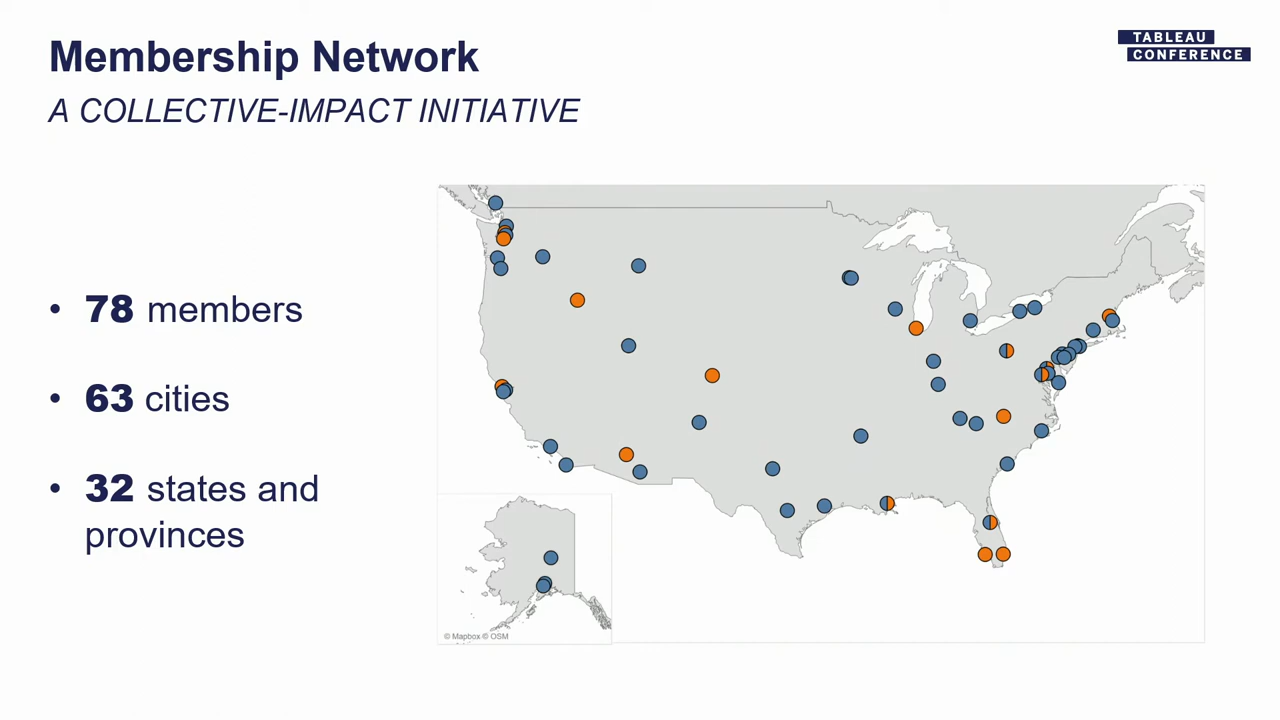 Membership Network
A COLLECTIVE-IMPACT INITIATIVE
TABLEAU
CONFERENCE
• 78 members
• 63 cities
• 32 states and
provinces
© Mapbox © OSM